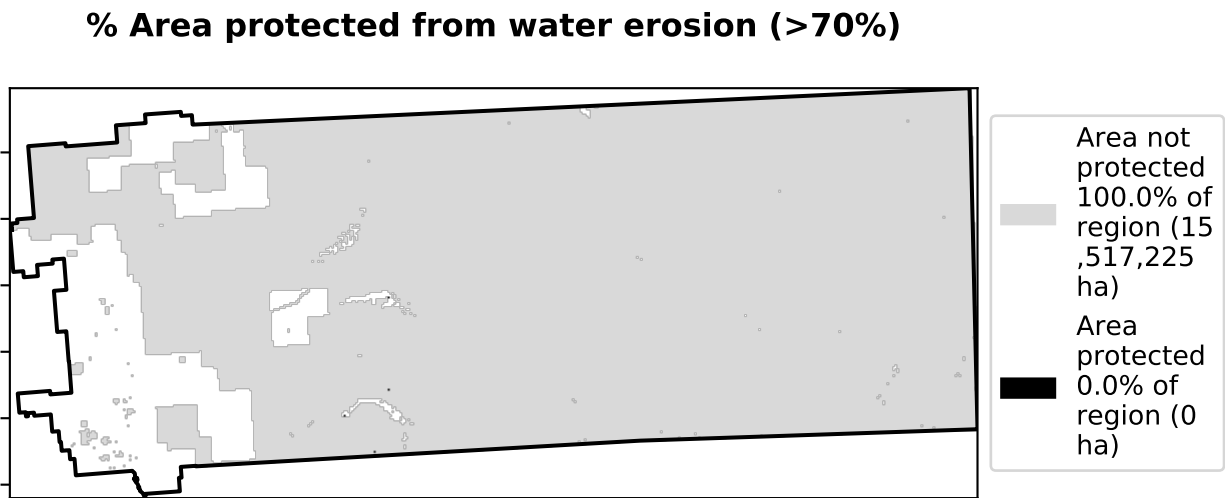 % Area protected from water erosion (>70%)
Area not
protected
100.0% of
region (15
,517,225
ha)
Area
protected
0.0% of
region (0
ha)